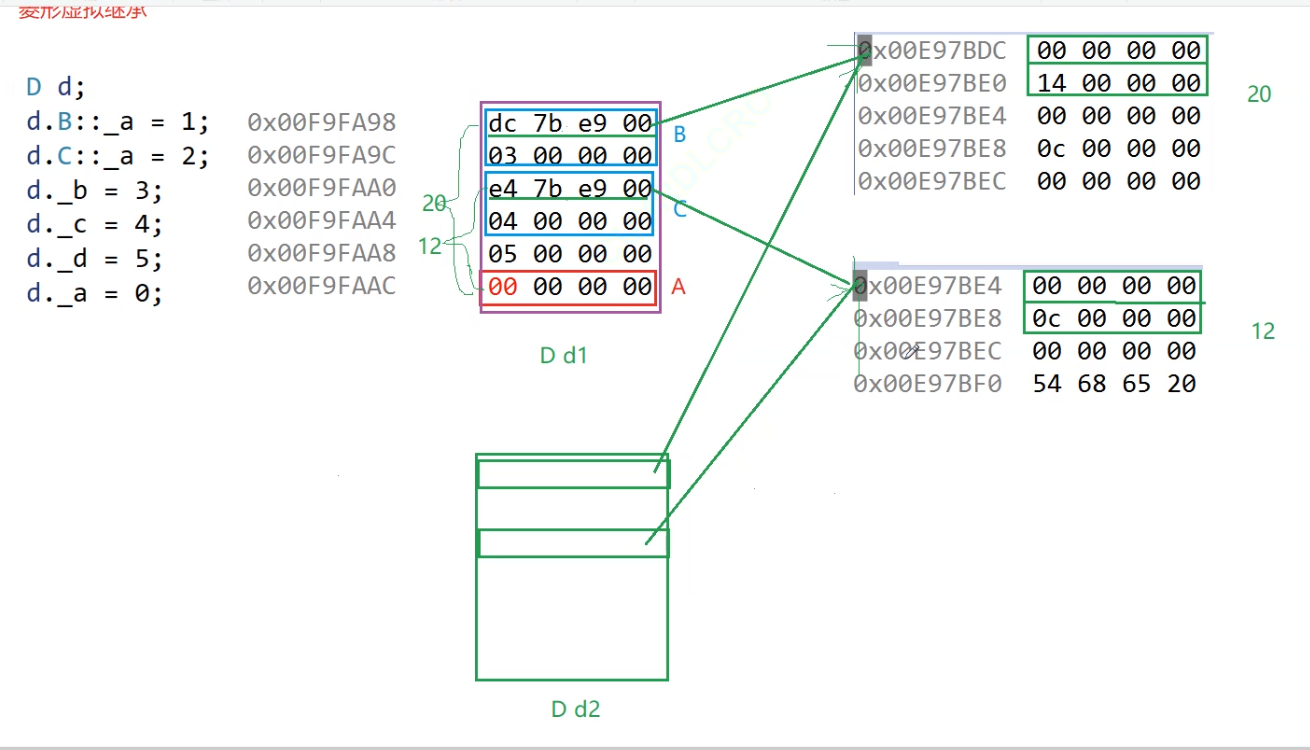 菱形虚拟继承
D d;
d.B::_a = 1;
d.C::_a = 2;
d._b = 3;
d._c = 4;
d._d = 5;
d._a = 0;
0x00F9FA98 dc 7b e9 00
0x00F9FA9C 03 00 00 00
0x00F9FAA0 e4 7b e9 00
0x00F9FAA4 04 00 00 00
0x00F9FAA8 05 00 00 00
0x00F9FAAC 00 00 00 00
20
12
B
C
A
D d1
0x00E97BDC 00 00 00 00
0x00E97BE0 14 00 00 00
0x00E97BE4 00 00 00 00
0x00E97BE8 0c 00 00 00
0x00E97BEC 00 00 00 00
20
0x00E97BE4 00 00 00 00
0x00E97BE8 0c 00 00 00
0x00E97BEC 00 00 00 00
0x00E97BF0 54 68 65 20
12
D d2